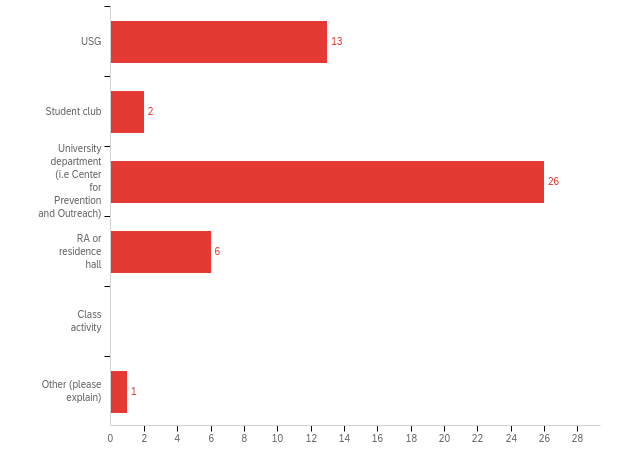 USG
13
Student club
2
University
department
(i.e Center
for
Prevention
and Outreach)
26
RA or
residence
hall
6
Class
activity
Other (please
explain)
1
0 2 4 6 8 10 12 14 16 18 20 22 24 26 28